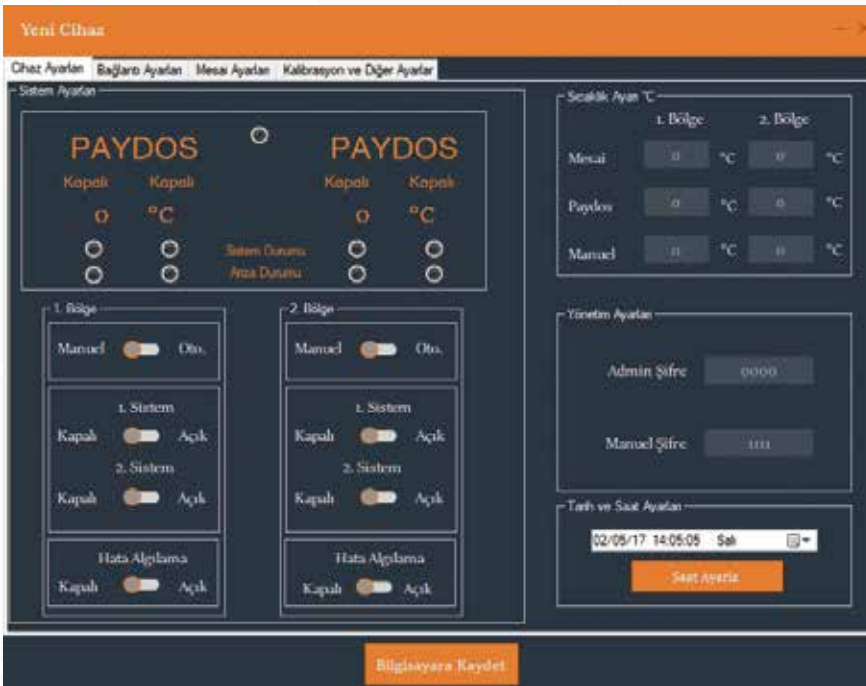 Yeni Cihaz
Cihaz Ayarları Bağlantı Ayarları Mesai Ayarları Kalibrasyon ve Diğer Ayarlar
Sistem Ayarları
PAYDOS PAYDOS
Kapalı Kapalı Kapalı Kapalı
0 °C 0 °C
Sistem Durumu
Arıza Durumu
1. Bölge
Manuel Oto.
1. Sistem
Kapalı Açık
2. Sistem
Kapalı Açık
Hata Algılama
Kapalı Açık
2. Bölge
Manuel Oto.
1. Sistem
Kapalı Açık
2. Sistem
Kapalı Açık
Hata Algılama
Kapalı Açık
Sıcaklık Ayarı °C
1. Bölge 2. Bölge
Mesai 0 °C 0 °C
Paydos 0 °C 0 °C
Manuel 0 °C 0 °C
Yönetim Ayarları
Admin Şifre 0000
Manuel Şifre 1111
Tarih ve Saat Ayarları
02/05/17 14:05:05 Salı
Saat Ayarla
Bilgisayara Kaydet